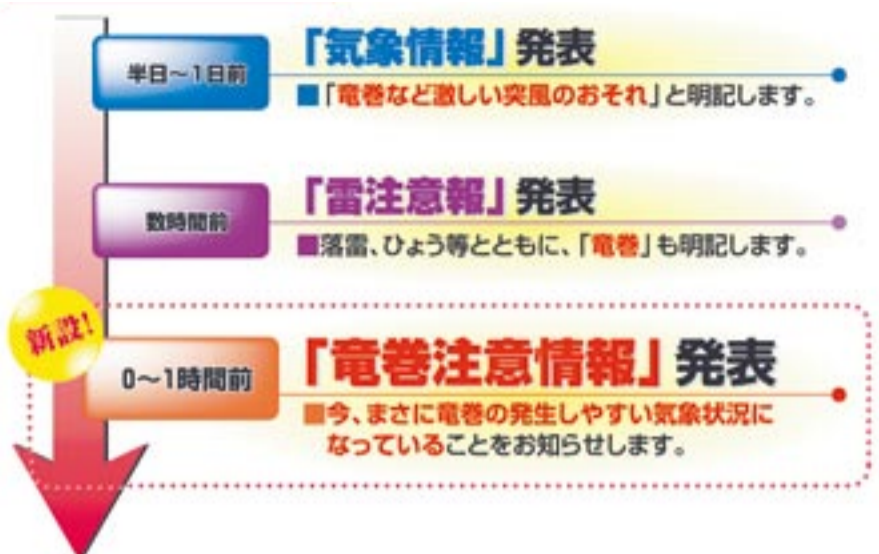 半日～1日前
「気象情報」発表
■「竜巻など激しい突風のおそれ」と明記します。
数時間前
「雷注意報」発表
■落雷、ひょう等とともに、「竜巻」も明記します。
新設!
0～1時間前
「竜巻注意情報」発表
■今、まさに竜巻の発生しやすい気象状況に
なっていることをお知らせします。